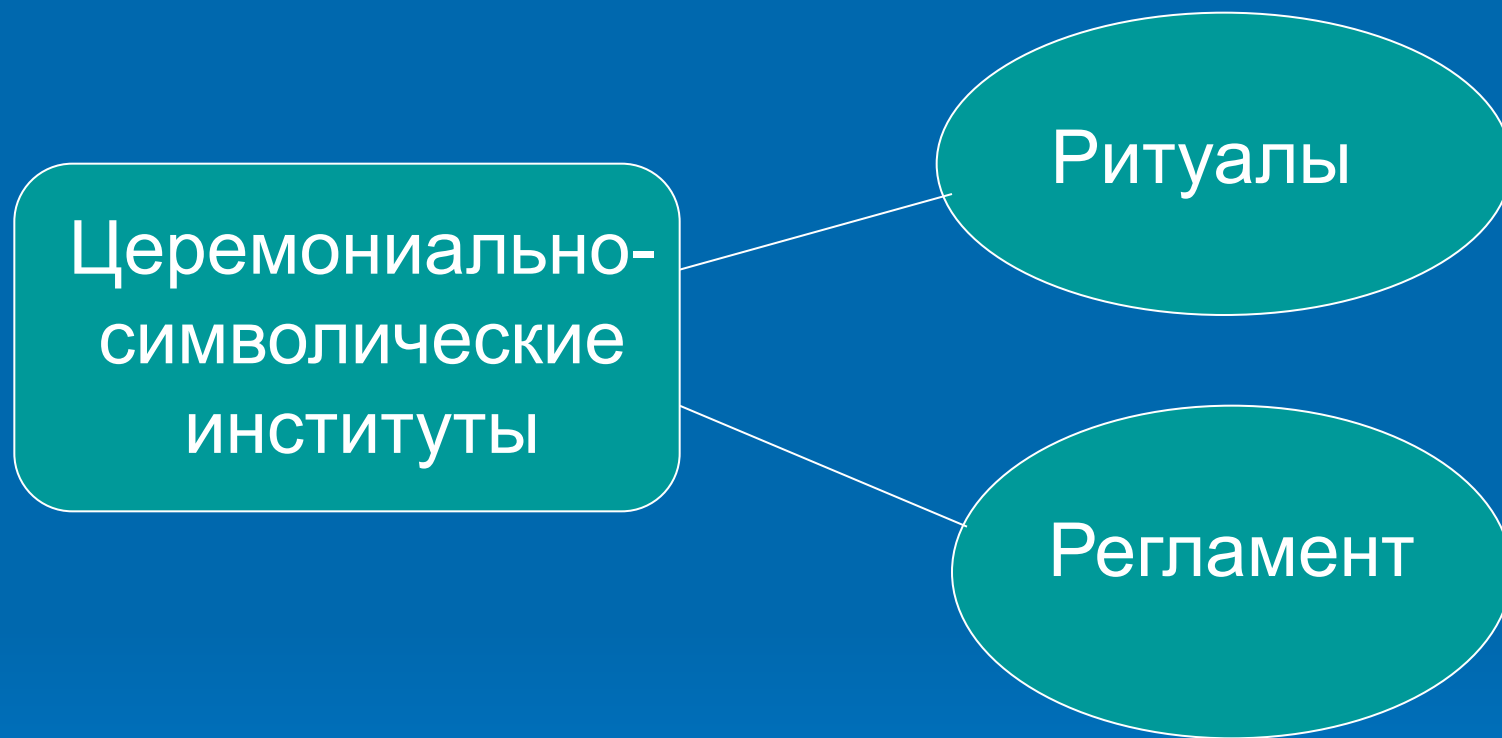 Церемониально-
символические
институты
Ритуалы
Регламент